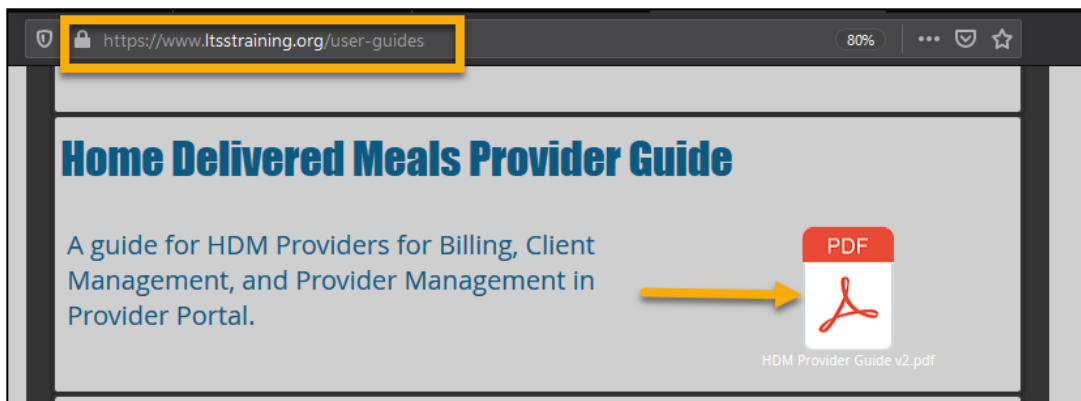 https://www.ltsstraining.org/user-guides
80%
Home Delivered Meals Provider Guide
A guide for HDM Providers for Billing, Client
Management, and Provider Management in
Provider Portal.
PDF
HDM Provider Guide v2.pdf